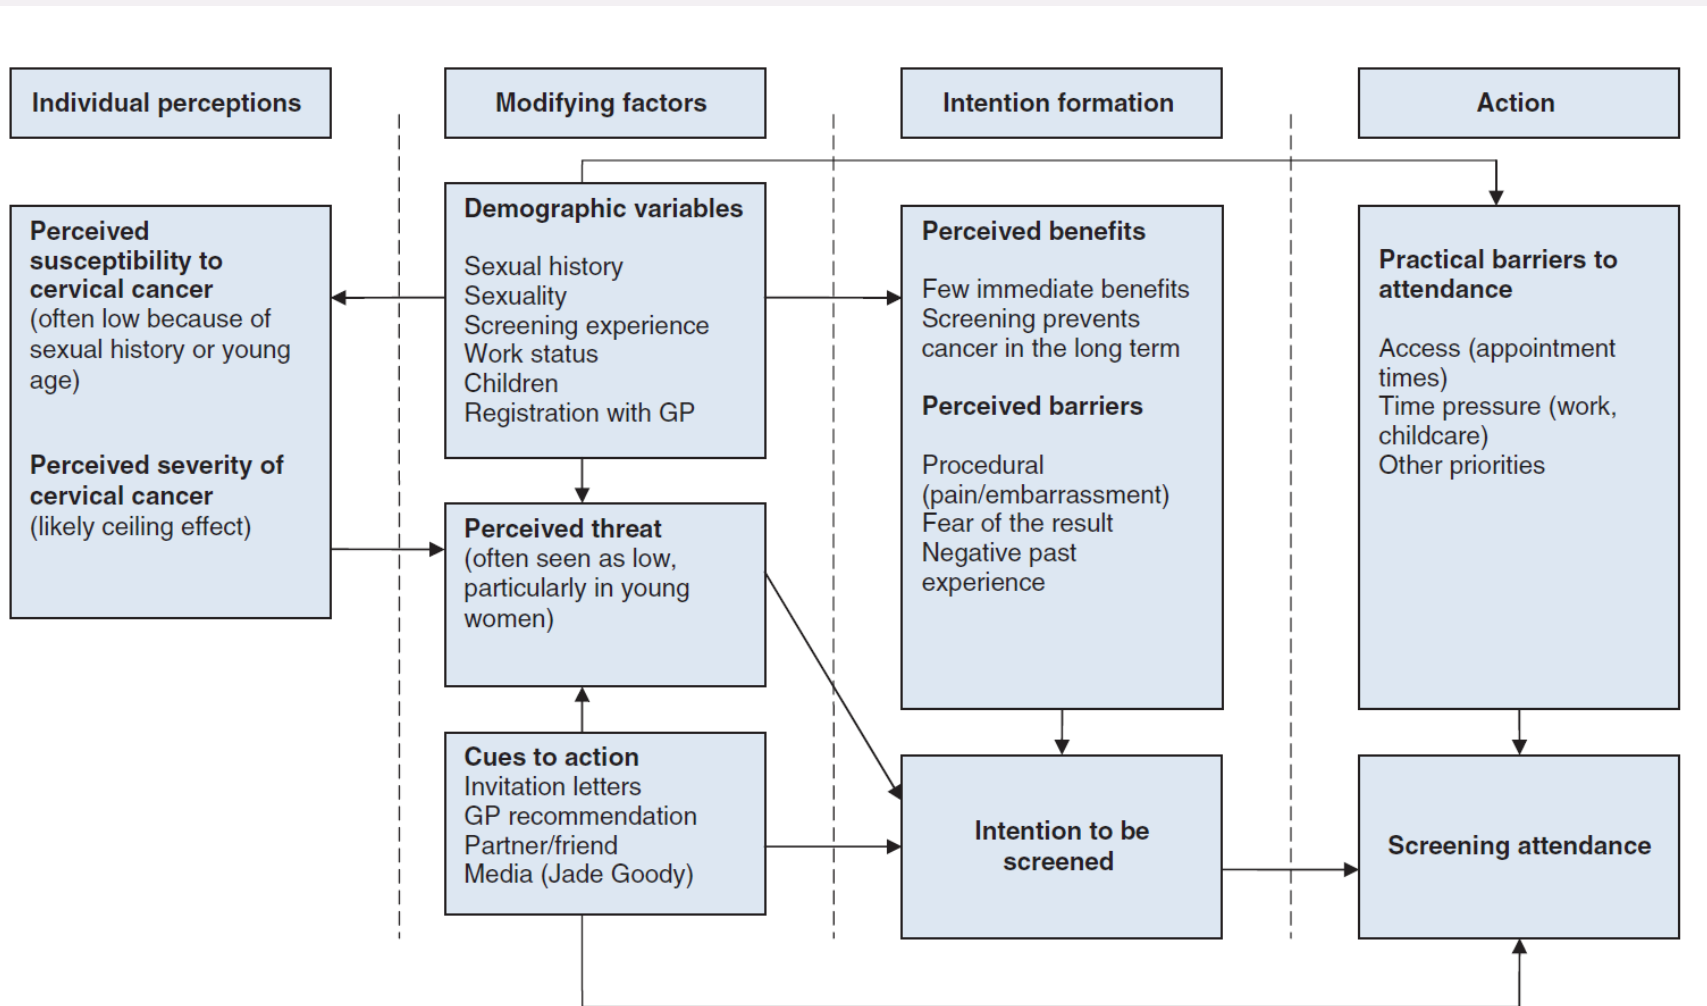 Individual perceptions
Modifying factors
Intention formation
Action
Perceived
susceptibility to
cervical cancer
(often low because of
sexual history or young
age)
Perceived severity of
cervical cancer
(likely ceiling effect)
Demographic variables
Sexual history
Sexuality
Screening experience
Work status
Children
Registration with GP
Perceived threat
(often seen as low,
particularly in young
women)
Cues to action
Invitation letters
GP recommendation
Partner/friend
Media (Jade Goody)
Perceived benefits
Few immediate benefits
Screening prevents
cancer in the long term
Perceived barriers
Procedural
(pain/embarrassment)
Fear of the result
Negative past
experience
Intention to be
screened
Practical barriers to
attendance
Access (appointment
times)
Time pressure (work,
childcare)
Other priorities
Screening attendance